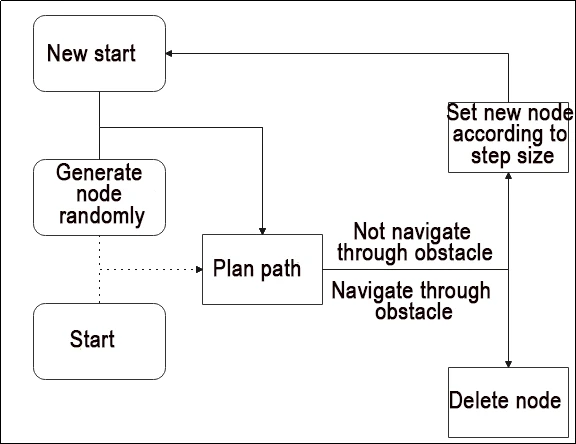 New start
Set new node
according to
step size
Generate
node
randomly
Not navigate
through obstacle
Plan path
Navigate through
obstacle
Start
Delete node